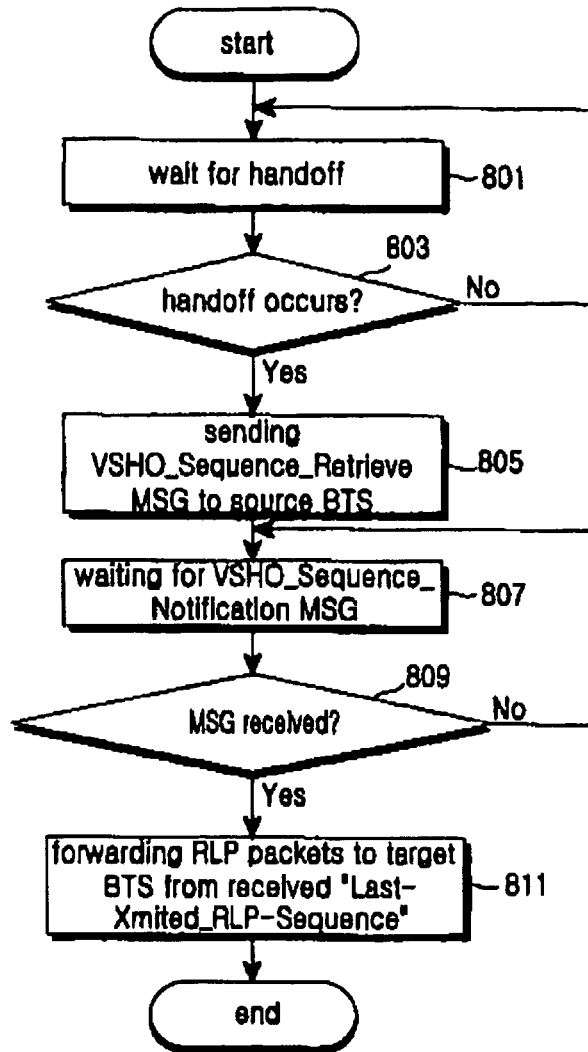 start
wait for handoff
801
803
handoff occurs?
No
Yes
sending
VSHO_Sequence_Retrieve
MSG to source BTS
805
waiting for VSHO_Sequence_
Notification MSG
807
809
MSG received?
No
Yes
forwarding RLP packets to target
BTS from received "Last-
Xmited_RLP-Sequence"
811
end